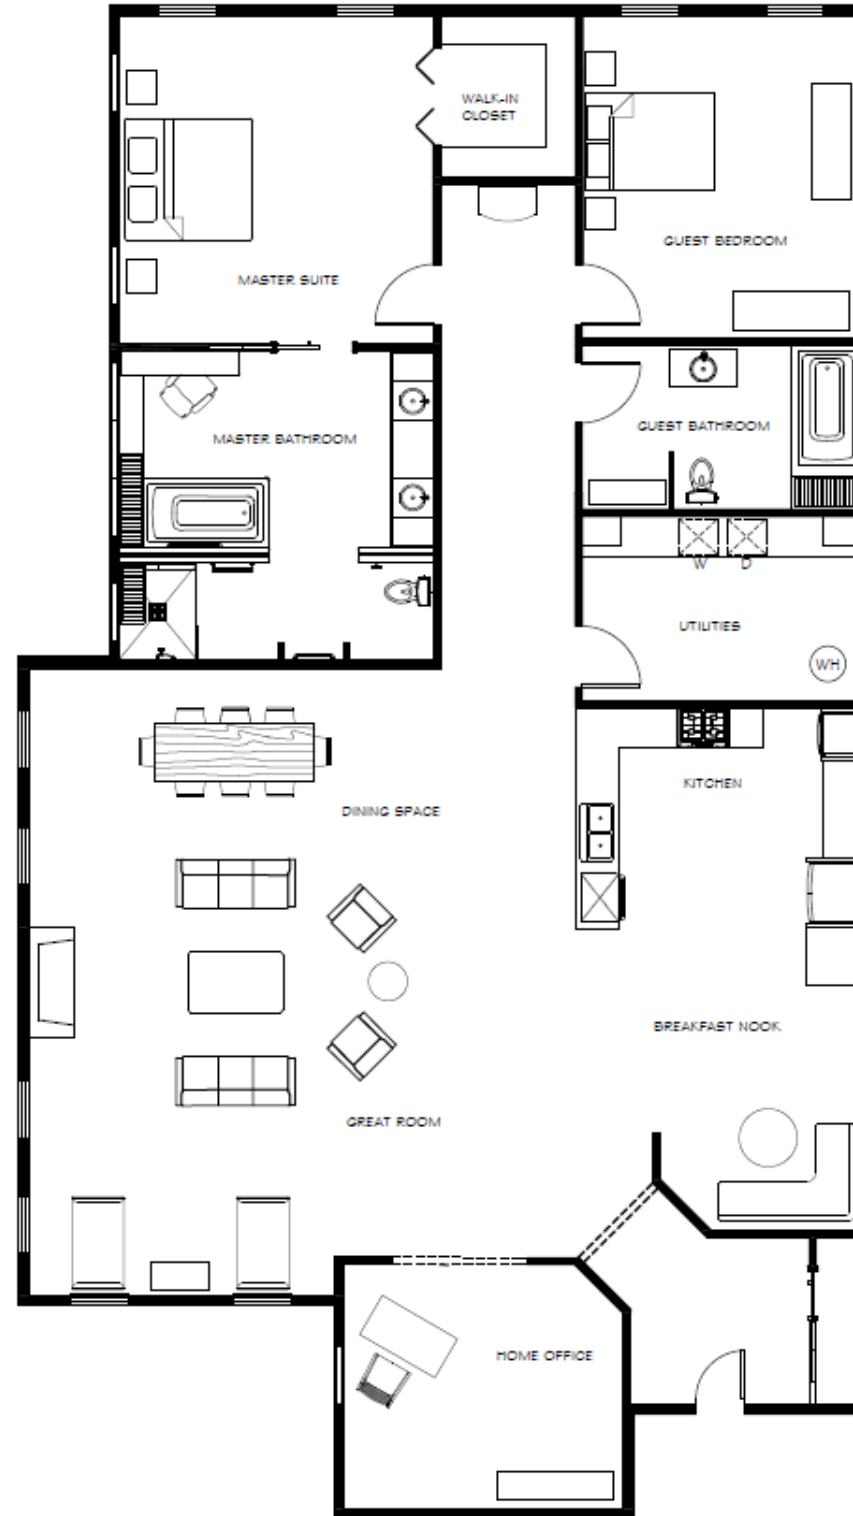 WALK-IN
CLOSET
GUEST BEDROOM
MASTER SUITE
GUEST BATHROOM
MASTER BATHROOM
W D
UTILITIES
WH
KITCHEN
DINING SPACE
BREAKFAST NOOK
GREAT ROOM
HOME OFFICE